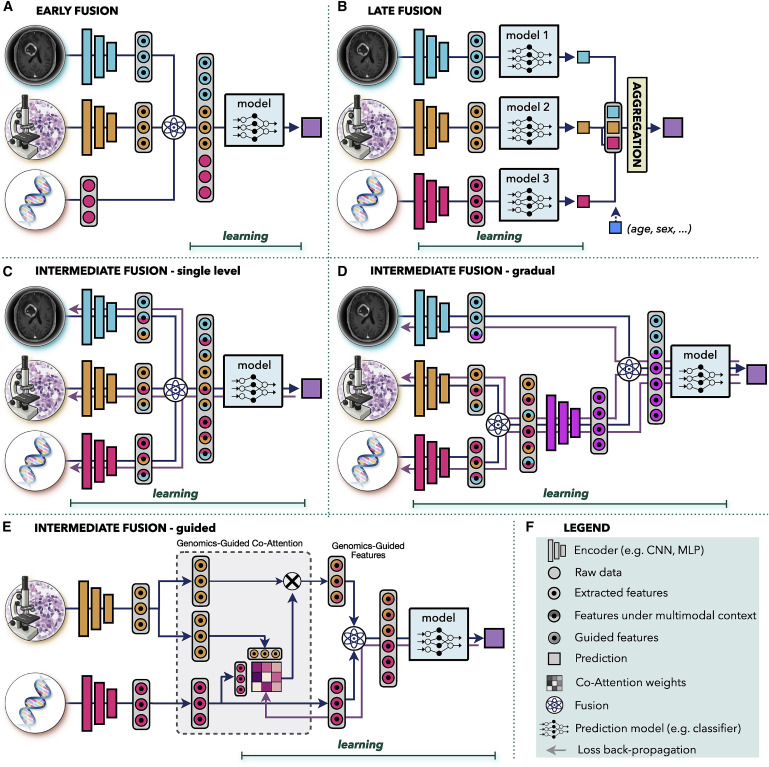 A EARLY FUSION
model
learning
B LATE FUSION
model 1
model 2
model 3
AGGREGATION
(age, sex, ...)
learning
C INTERMEDIATE FUSION - single level
model
learning
D INTERMEDIATE FUSION - gradual
model
learning
E INTERMEDIATE FUSION - guided
Genomics-Guided Co-Attention
Genomics-Guided
Features
model
learning
F LEGEND
Encoder (e.g. CNN, MLP)
Raw data
Extracted features
Features under multimodal context
Guided features
Prediction
Co-Attention weights
Fusion
Prediction model (e.g. classifier)
Loss back-propagation